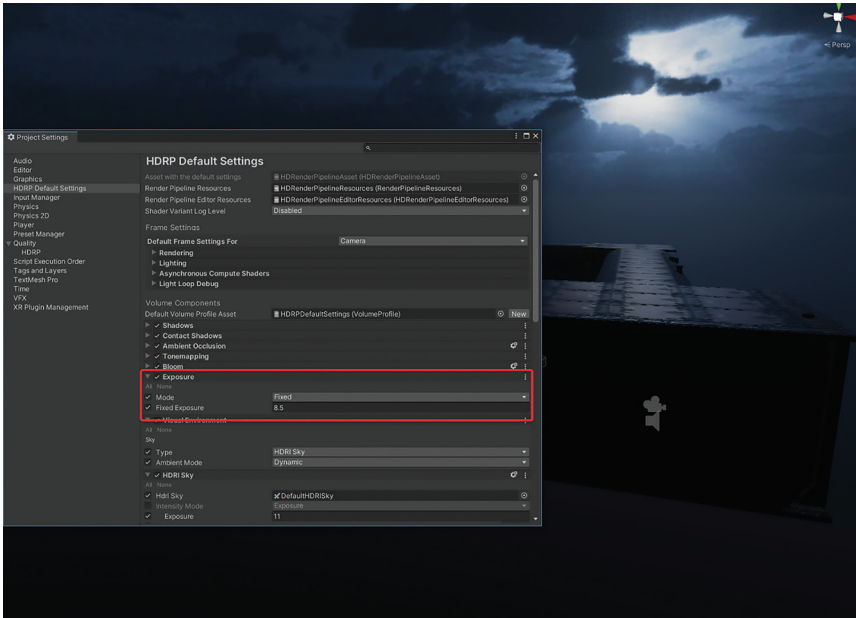 Persp
Project Settings
Audio
Editor
Graphics
HDRP Default Settings
Input Manager
Physics
Physics 2D
Player
Preset Manager
Quality
HDRP
Script Execution Order
Tags and Layers
TextMesh Pro
Time
VFX
XR Plugin Management
HDRP Default Settings
Asset with the default settings HDRenderPipelineAsset (HDRenderPipelineAsset)
Render Pipeline Resources HDRenderPipelineResources (RenderPipelineResources)
Render Pipeline Editor Resources HDRenderPipelineEditorResources (HDRenderPipelineEditorResources)
Shader Variant Log Level Disabled
Frame Settings
Default Frame Settings For Camera
Rendering
Lighting
Asynchronous Compute Shaders
Light Loop Debug
Volume Components
Default Volume Profile Asset HDRPDefaultSettings (VolumeProfile) New
Shadows
Contact Shadows
Ambient Occlusion
Tonemapping
Bloom
Exposure
All None
Mode Fixed
Fixed Exposure 8.5
Visual Environment
All None
Sky
Type HDRI Sky
Ambient Mode Dynamic
HDRI Sky
All None
Hdri Sky DefaultHDRISky
Intensity Mode Exposure
Exposure 11